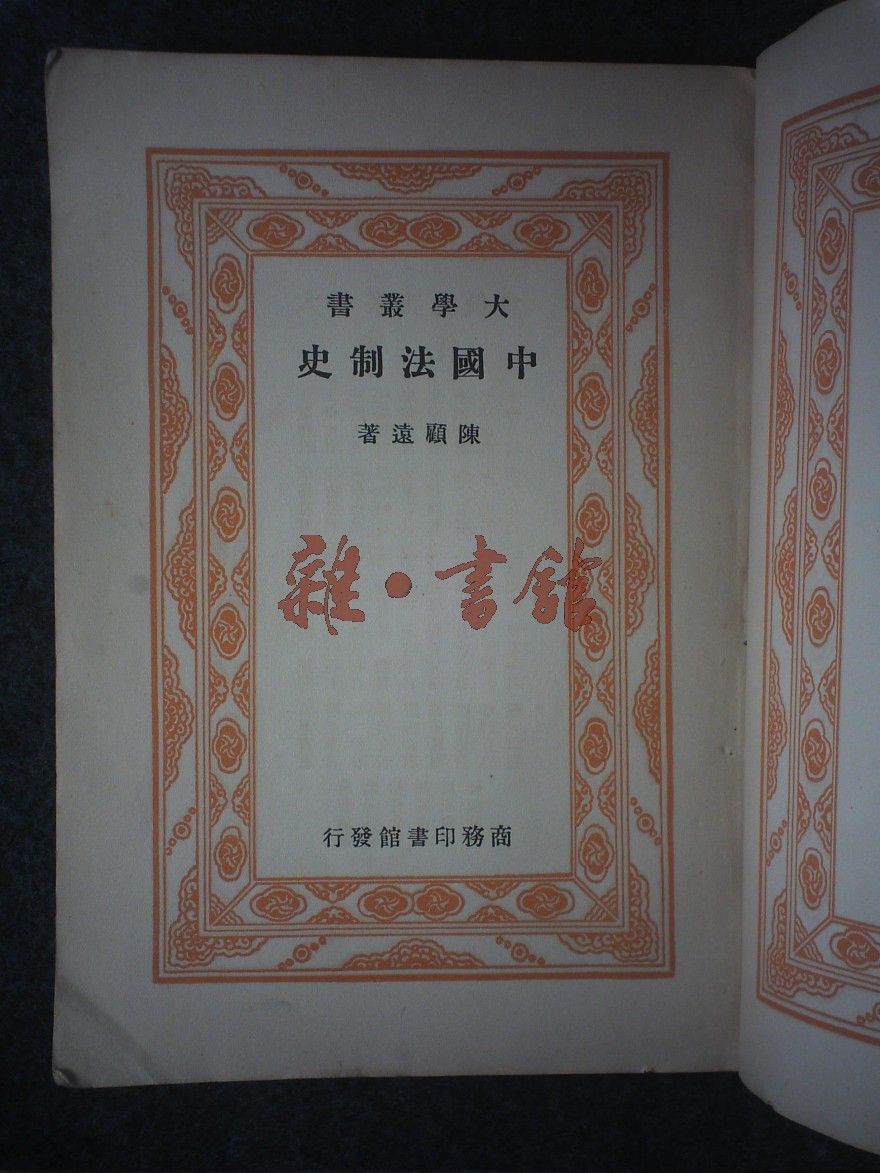 大學叢書
中國法制史
陳顧遠著
雜·書館
商務印書館發行